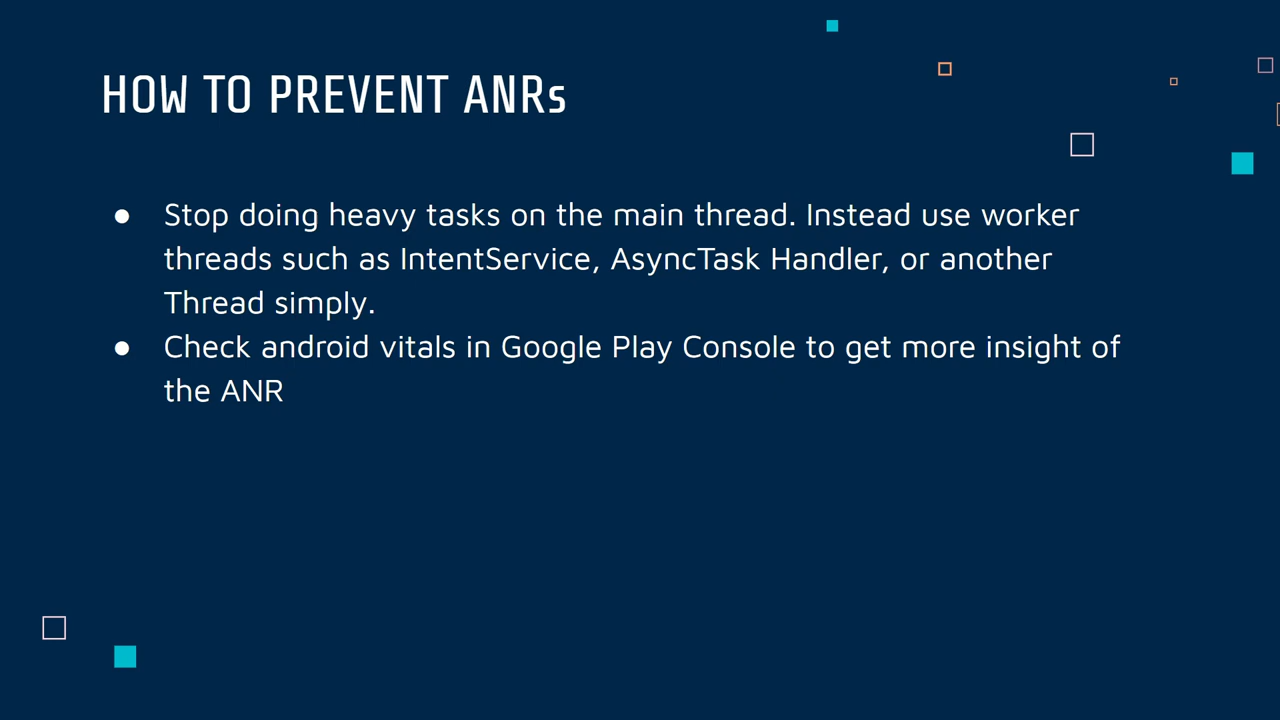 HOW TO PREVENT ANRs
● Stop doing heavy tasks on the main thread. Instead use worker
threads such as IntentService, AsyncTask Handler, or another
Thread simply.
● Check android vitals in Google Play Console to get more insight of
the ANR